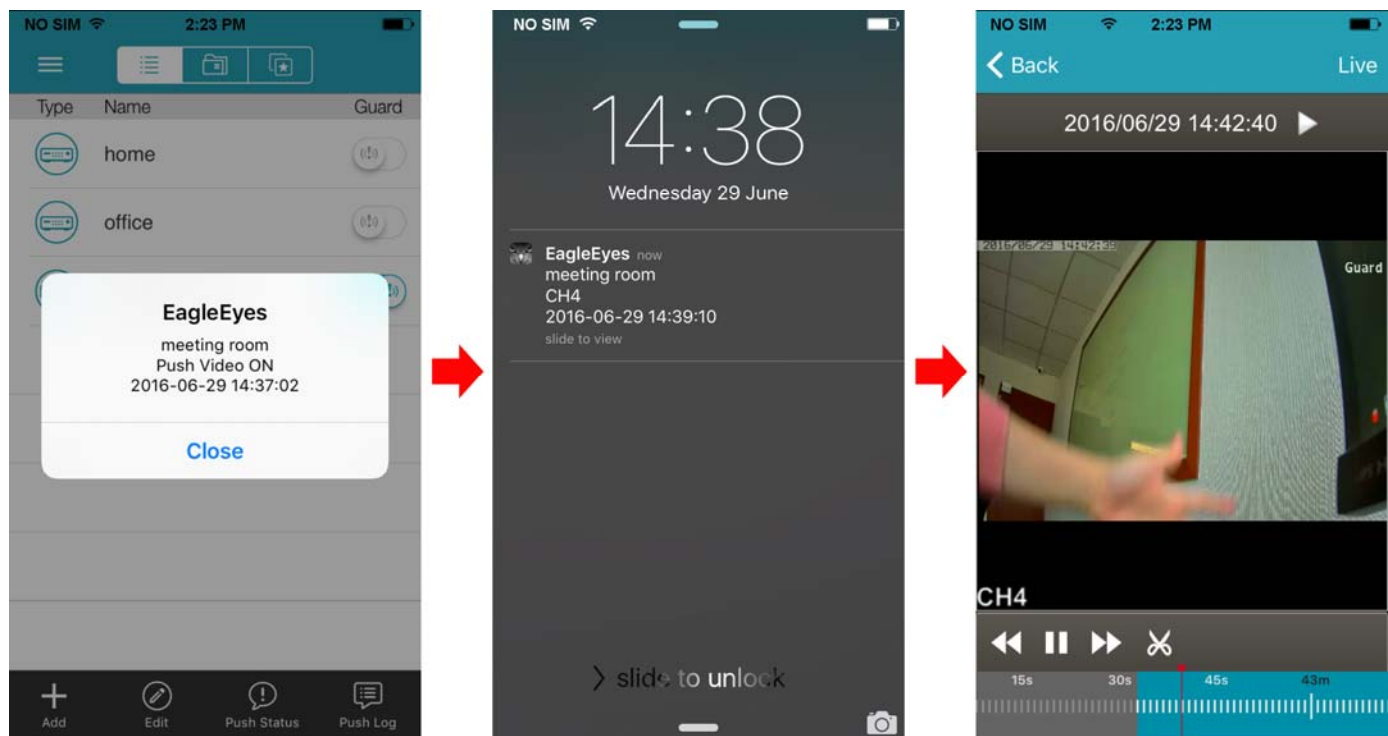 NO SIM 2:23 PM
Type Name Guard
home
office
EagleEyes
meeting room
Push Video ON
2016-06-29 14:37:02
Close
Add Edit Push Status Push Log
NO SIM
14:38
Wednesday 29 June
EagleEyes now
meeting room
CH4
2016-06-29 14:39:10
slide to view
slide to unlock
NO SIM 2:23 PM
Back Live
2016/06/29 14:42:40
2016/06/29 14:42:39
Guard
CH4
15s 30s 45s 43m